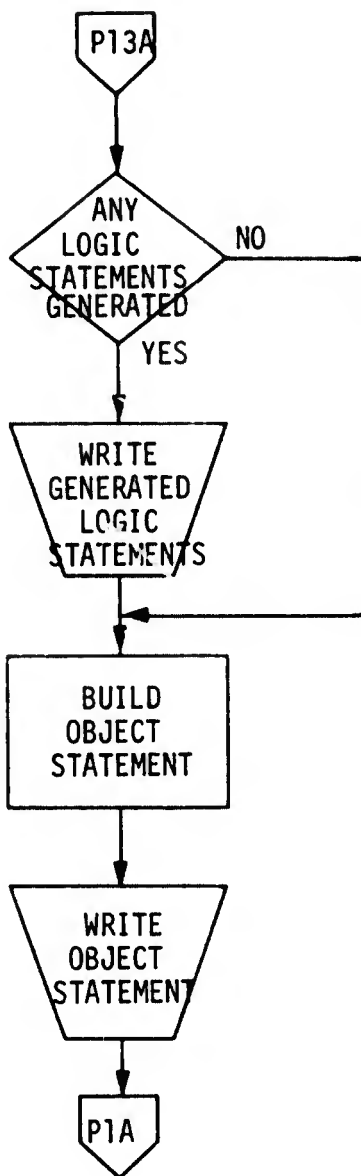 P13A
ANY
LOGIC
STATEMENTS
GENERATED
NO
YES
WRITE
GENERATED
LOGIC
STATEMENTS
BUILD
OBJECT
STATEMENT
WRITE
OBJECT
STATEMENT
P1A